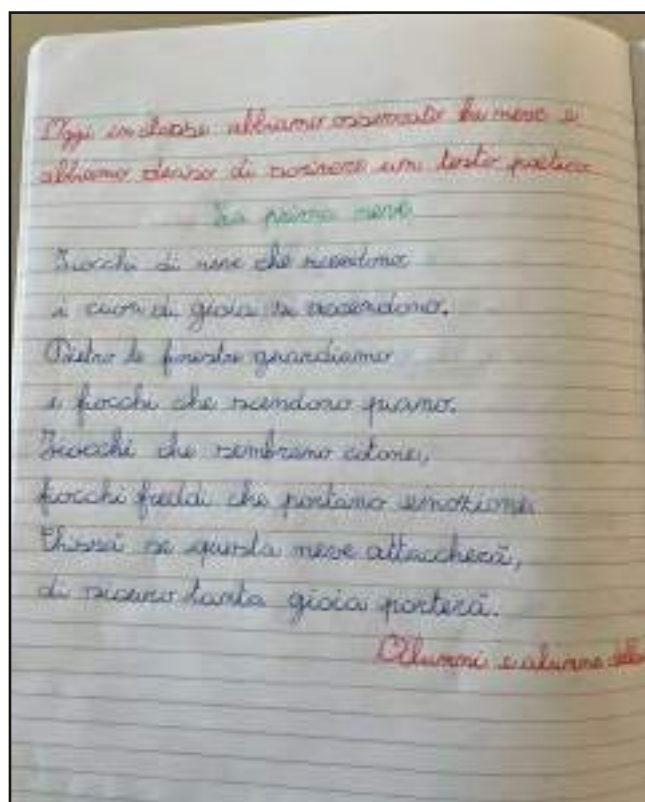 Oggi in classe abbiamo osservato la neve e
abbiamo deciso di scrivere un testo poetico
La prima neve
Fiocchi di neve che scendono
i cuori di gioia si accendono.
Dietro le finestre guardiamo
i fiocchi che scendono piano.
Fiocchi che sembrano cotone,
fiocchi freddi che portano emozione.
Chissà se questa neve attaccherà,
di sicuro tanta gioia porterà.
Alunni e alunne